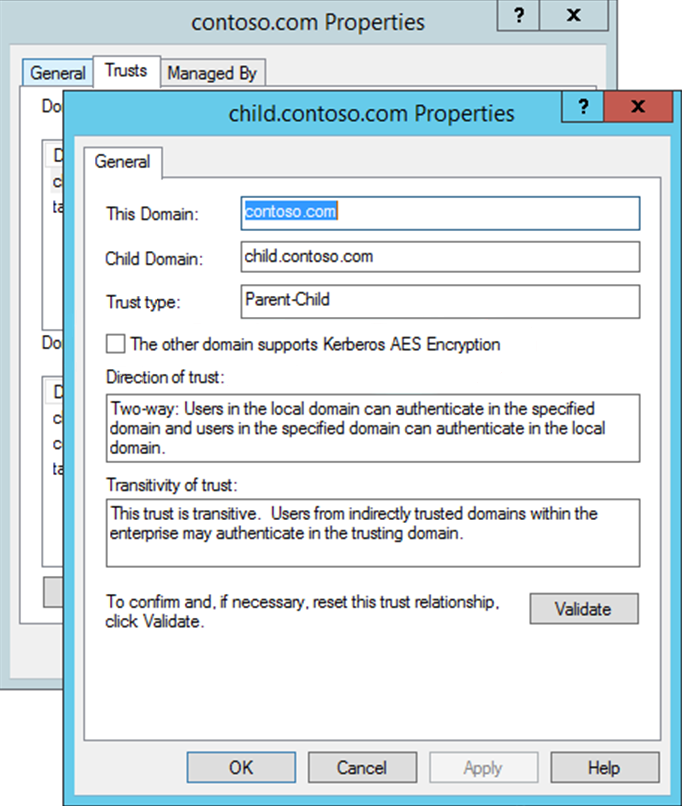 contoso.com Properties
?
x
General
Trusts
Managed By
child.contoso.com Properties
?
x
General
This Domain:
contoso.com
Child Domain:
child.contoso.com
Trust type:
Parent-Child
The other domain supports Kerberos AES Encryption
Direction of trust:
Two-way: Users in the local domain can authenticate in the specified
domain and users in the specified domain can authenticate in the local
domain.
Transitivity of trust:
This trust is transitive.  Users from indirectly trusted domains within the
enterprise may authenticate in the trusting domain.
To confirm and, if necessary, reset this trust relationship,
click Validate.
Validate
OK
Cancel
Apply
Help